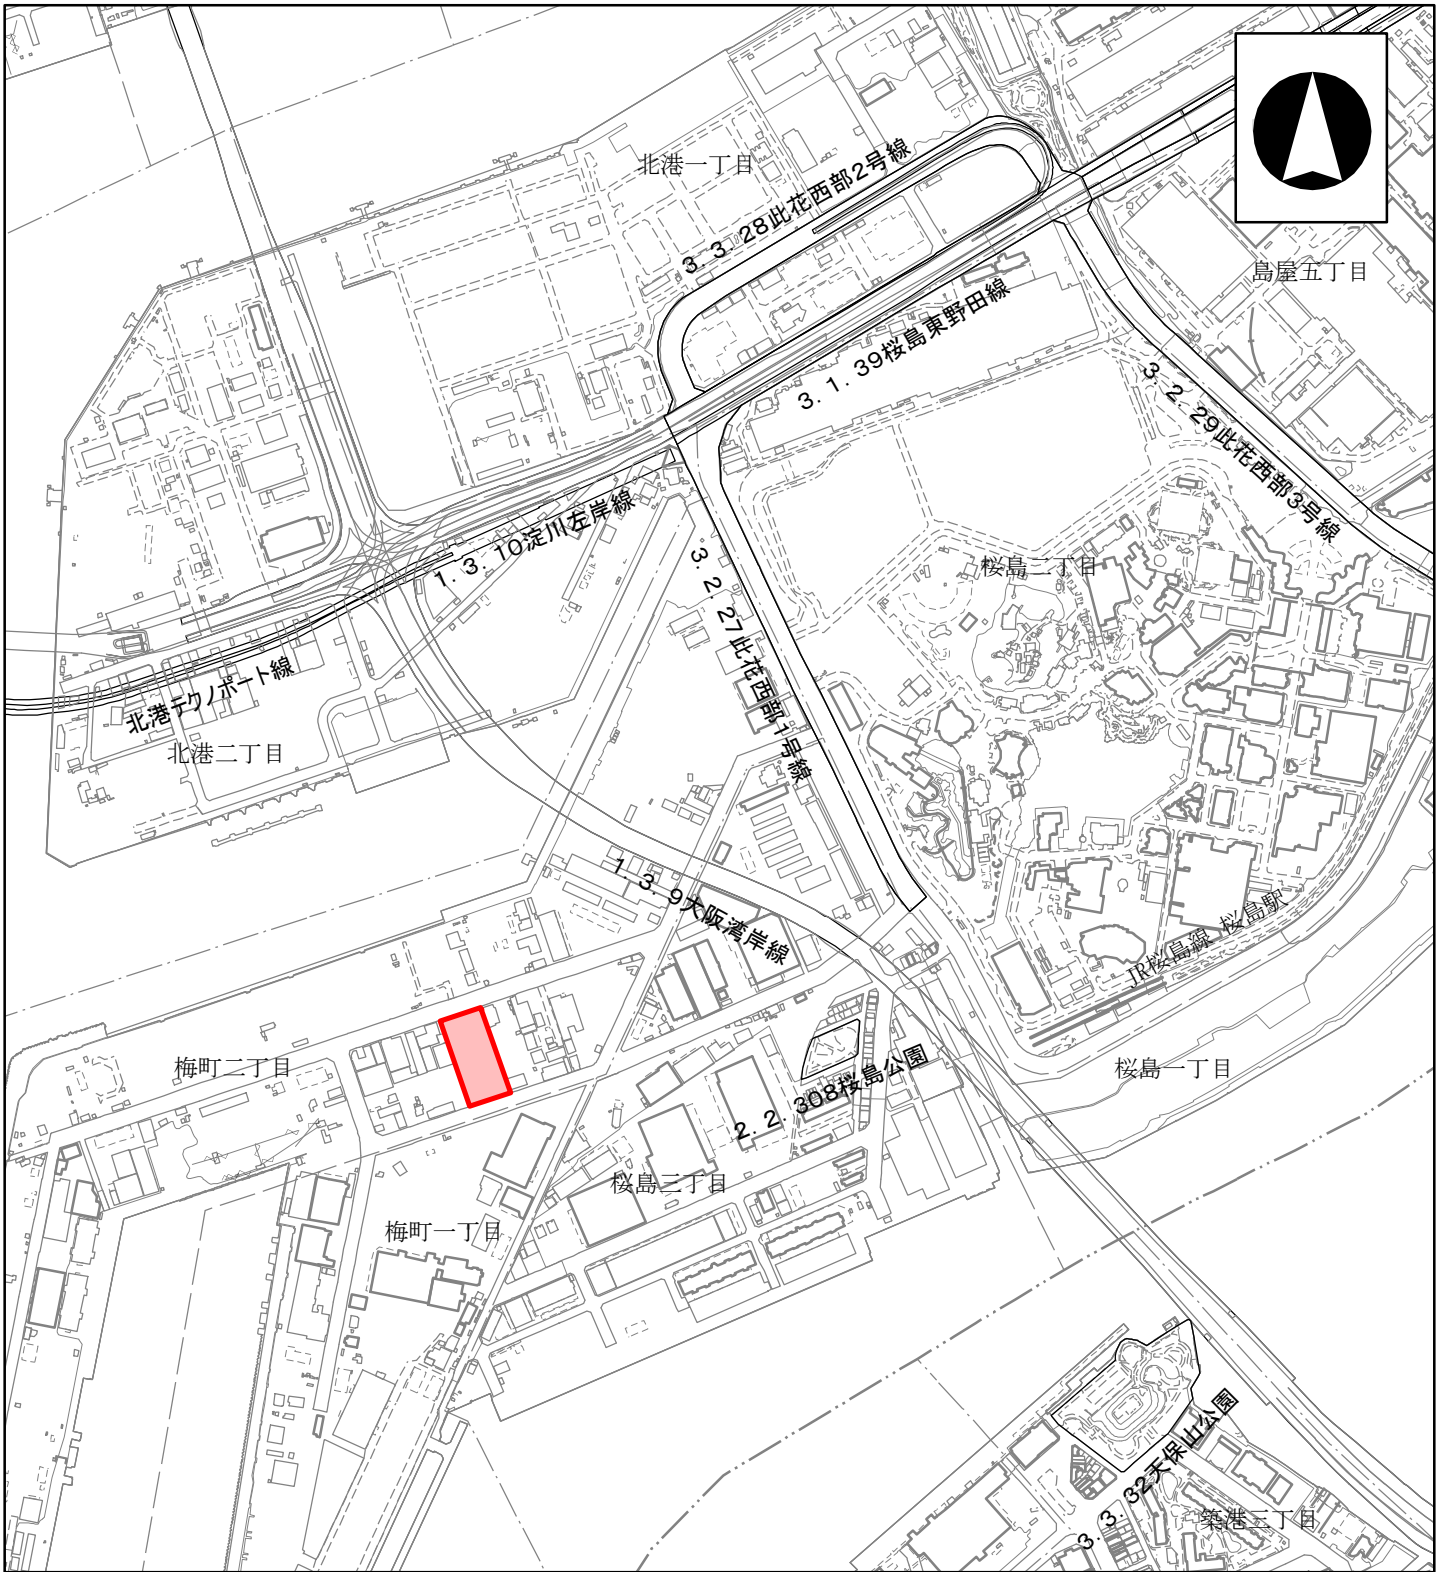 北港一丁目
3．3．28此花西部2号線
島屋五丁目
3．1．39桜島東野田線
3．2．29此花西部3号線
1．3．10淀川左岸線
桜島二丁目
3．2．27此花西部1号線
北港テクノポート線
北港二丁目
1．3．9大阪湾岸線
JR桜島線 桜島駅
梅町二丁目
桜島一丁目
2．2．308桜島公園
桜島三丁目
梅町一丁目
3．3．32天保山公園
築港三丁目